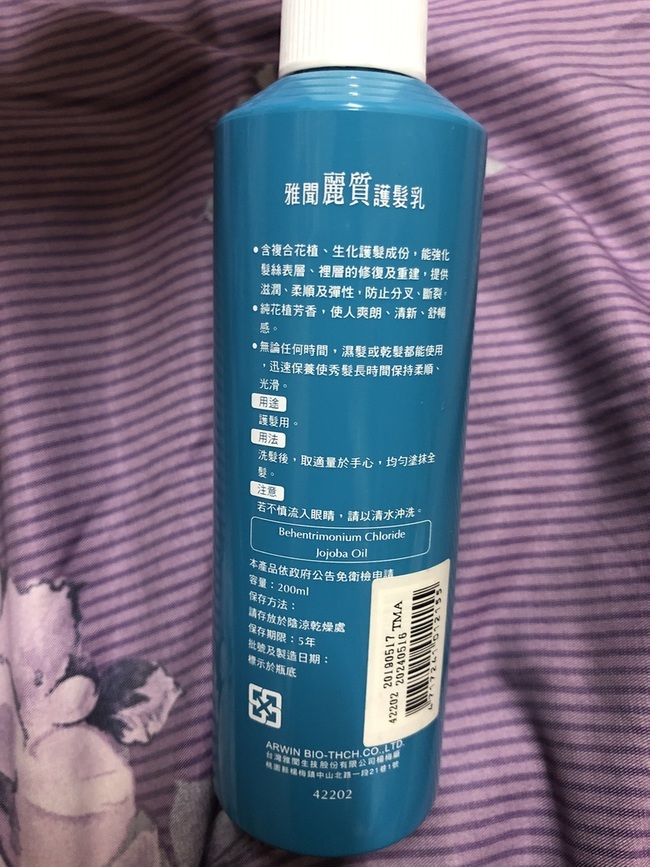 雅聞麗質護髮乳
•含複合花植、生化護髮成份，能強化
髮絲表層、裡層的修復及重建，提供
滋潤、柔順及彈性，防止分叉、斷裂。
•純花植芳香，使人爽朗、清新、舒暢
感。
•無論任何時間，濕髮或乾髮都能使用
，迅速保養使秀髮長時間保持柔順、
光滑。
用途
護髮用。
用法
洗髮後，取適量於手心，均勻塗抹全
髮。
注意
若不慎流入眼睛，請以清水沖洗。
Behentrimonium Chloride
Jojoba Oil
本產品依政府公告免衛檢申請
容量：200ml
保存方法：
請存放於陰涼乾燥處
保存期限：5年
批號及製造日期：
標示於瓶底
42202 20240516
20190517 TMA
ARWIN BIO-THCH.CO.,LTD.
台灣雅聞生技股份有限公司楊梅廠
桃園縣楊梅鎮中山北路一段21巷1號
42202